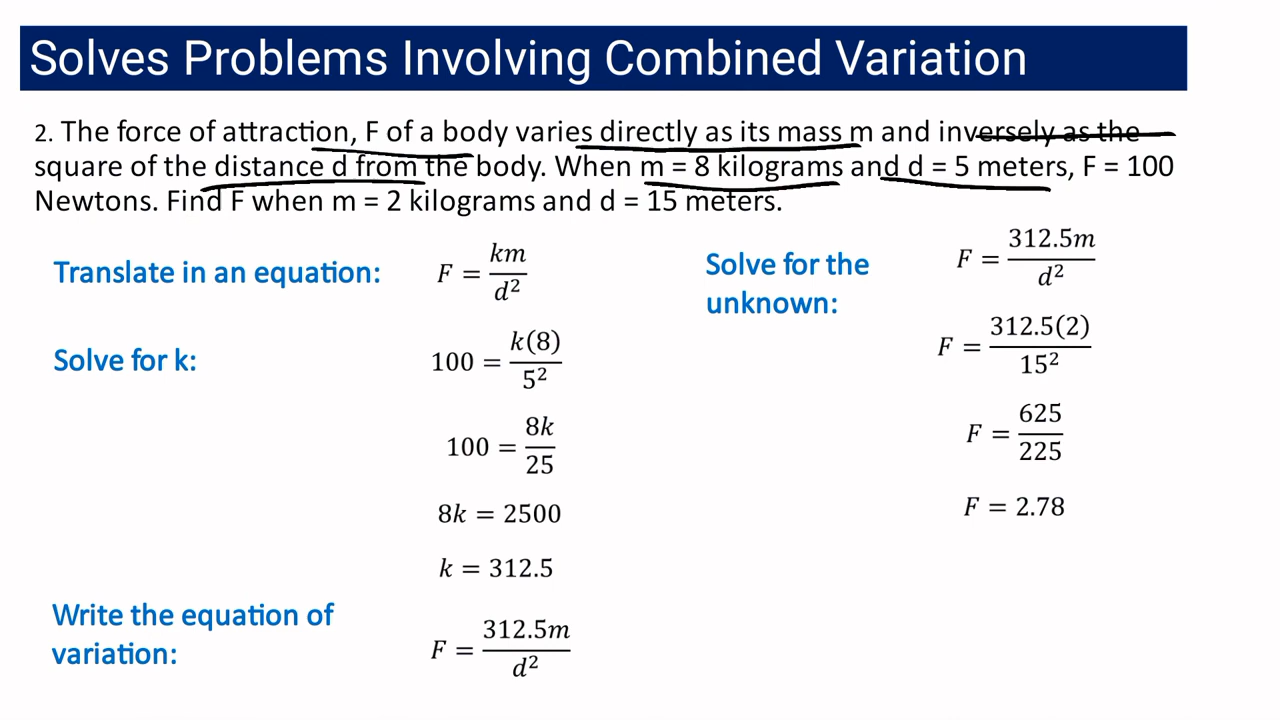 Solves Problems Involving Combined Variation
2. The force of attraction, F of a body varies directly as its mass m and inversely as the
square of the distance d from the body. When m = 8 kilograms and d = 5 meters, F = 100
Newtons. Find F when m = 2 kilograms and d = 15 meters.
Translate in an equation:
F = km/d²
Solve for k:
100 = k(8)/5²
100 = 8k/25
8k = 2500
k = 312.5
Write the equation of
variation:
F = 312.5m/d²
Solve for the
unknown:
F = 312.5m/d²
F = 312.5(2)/15²
F = 625/225
F = 2.78